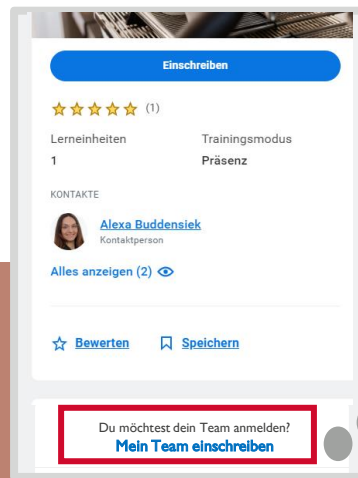 Einschreiben
(1)
Lerneinheiten Trainingsmodus
1 Präsenz
KONTAKTE
Alexa Buddensiek
Kontaktperson
Alles anzeigen (2)
Bewerten Speichern
Du möchtest dein Team anmelden?
Mein Team einschreiben